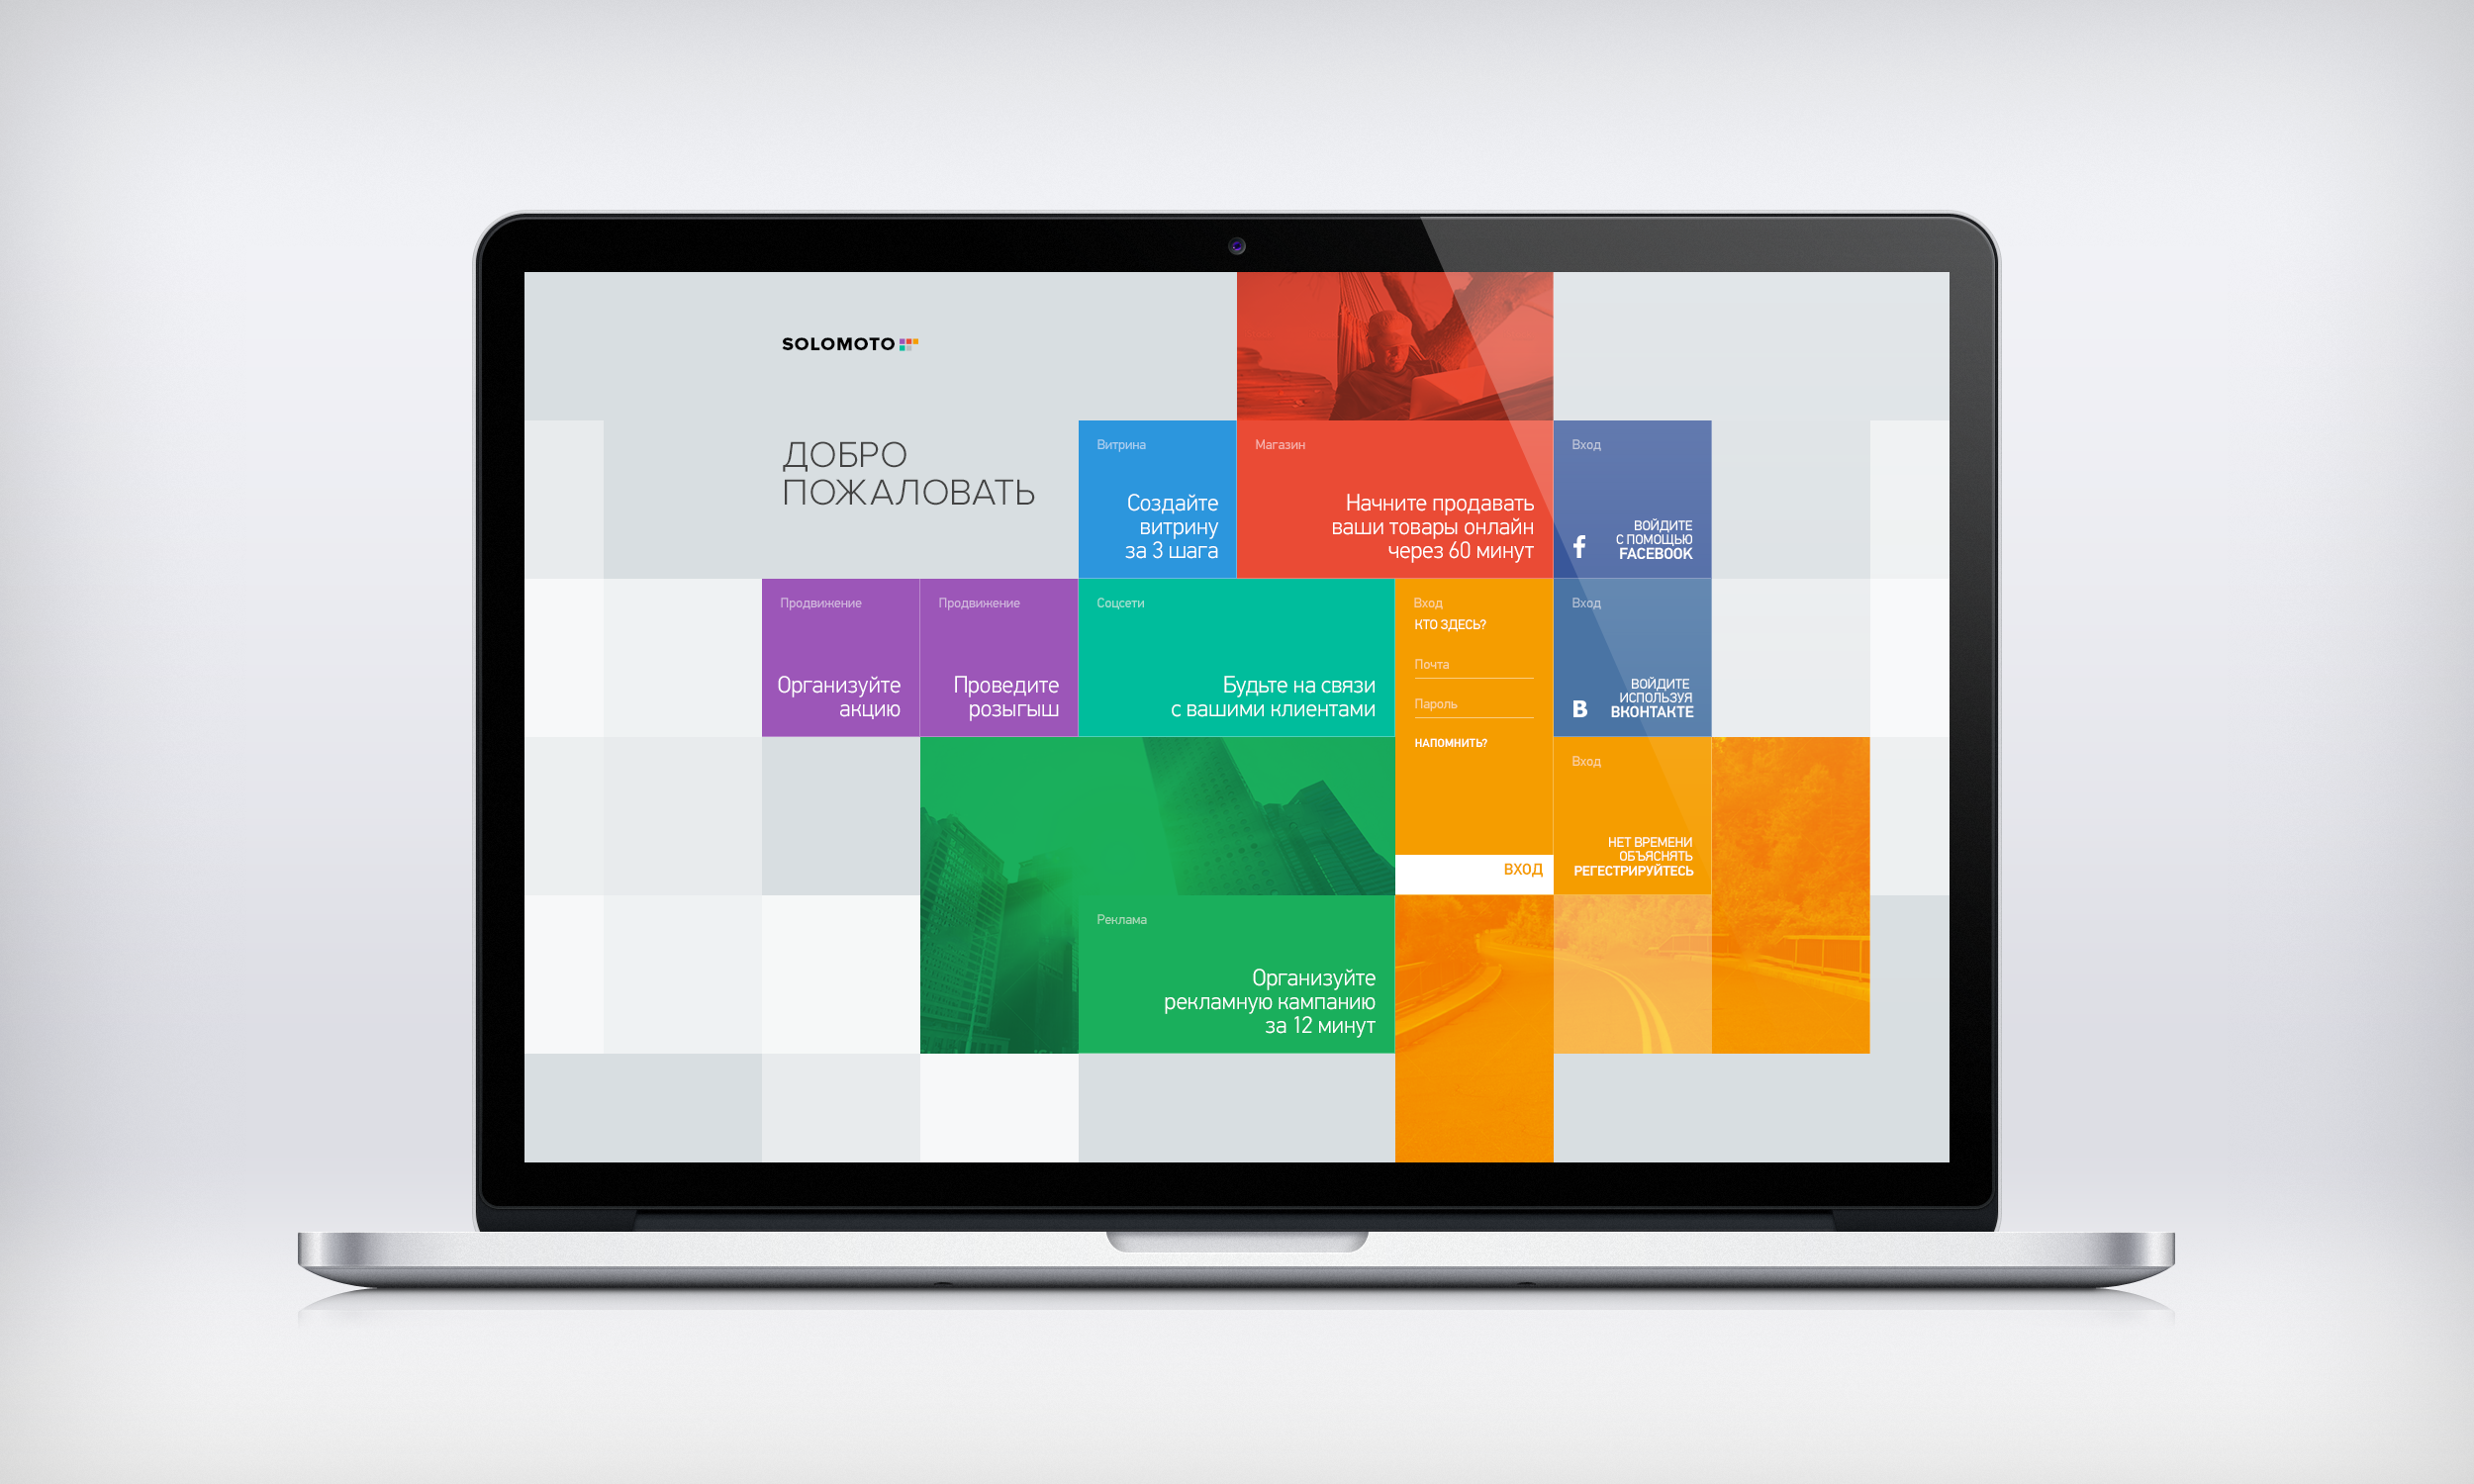 SOLOMOTO
ДОБРО
ПОЖАЛОВАТЬ
Витрина
Создайте
витрину
за 3 шага
Магазин
Начните продавать
ваши товары онлайн
через 60 минут
Вход
f
ВОЙДИТЕ
С ПОМОЩЬЮ
FACEBOOK
Продвижение
Организуйте
акцию
Продвижение
Проведите
розыгыш
Соцсети
Будьте на связи
с вашими клиентами
Вход
КТО ЗДЕСЬ?
Почта
Пароль
НАПОМНИТЬ?
ВХОД
Вход
В
ВОЙДИТЕ
ИСПОЛЬЗУЯ
ВКОНТАКТЕ
Вход
НЕТ ВРЕМЕНИ
ОБЪЯСНЯТЬ
РЕГЕСТРИРУЙТЕСЬ
Реклама
Организуйте
рекламную кампанию
за 12 минут